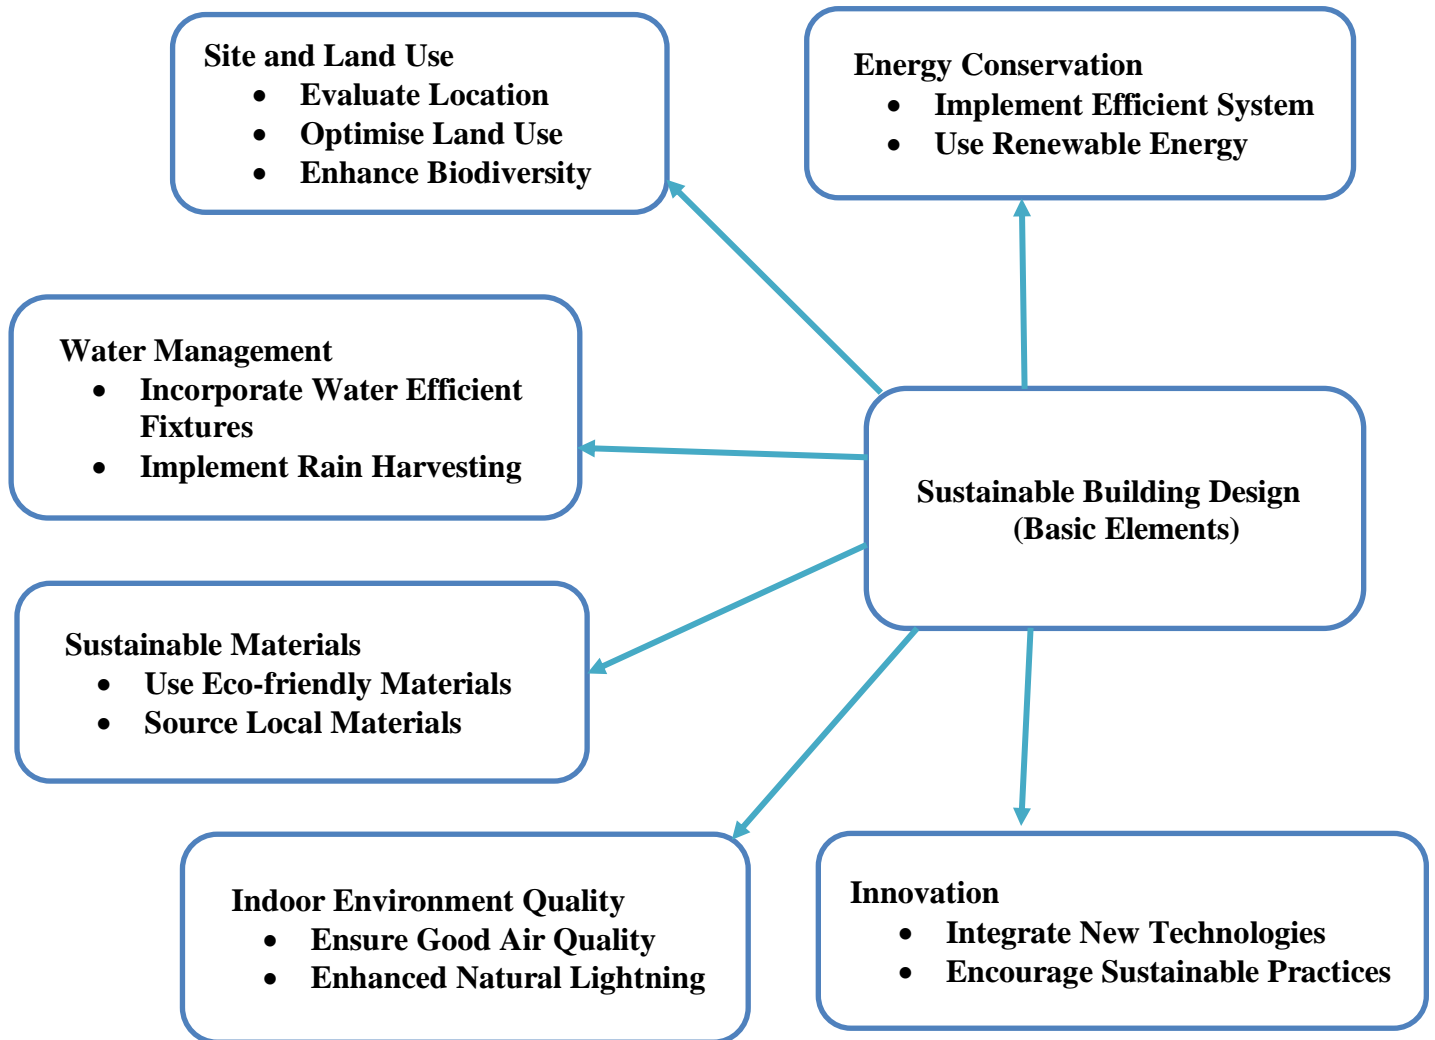 Site and Land Use
• Evaluate Location
• Optimise Land Use
• Enhance Biodiversity
Energy Conservation
• Implement Efficient System
• Use Renewable Energy
Water Management
• Incorporate Water Efficient
Fixtures
• Implement Rain Harvesting
Sustainable Building Design
(Basic Elements)
Sustainable Materials
• Use Eco-friendly Materials
• Source Local Materials
Indoor Environment Quality
• Ensure Good Air Quality
• Enhanced Natural Lightning
Innovation
• Integrate New Technologies
• Encourage Sustainable Practices